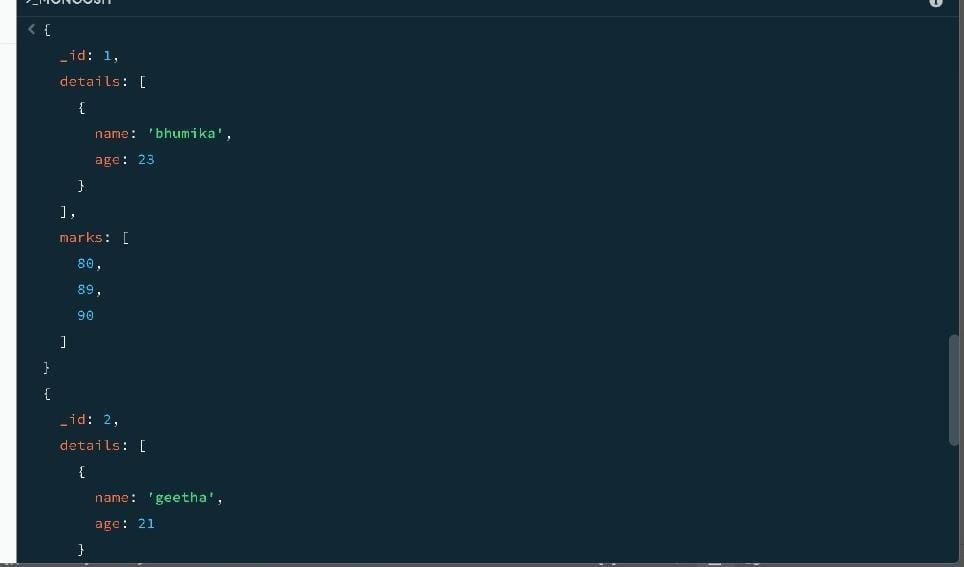 >_MONGOSH
{
_id: 1,
details: [
{
name: 'bhumika',
age: 23
}
],
marks: [
80,
89,
90
]
}
{
_id: 2,
details: [
{
name: 'geetha',
age: 21
}